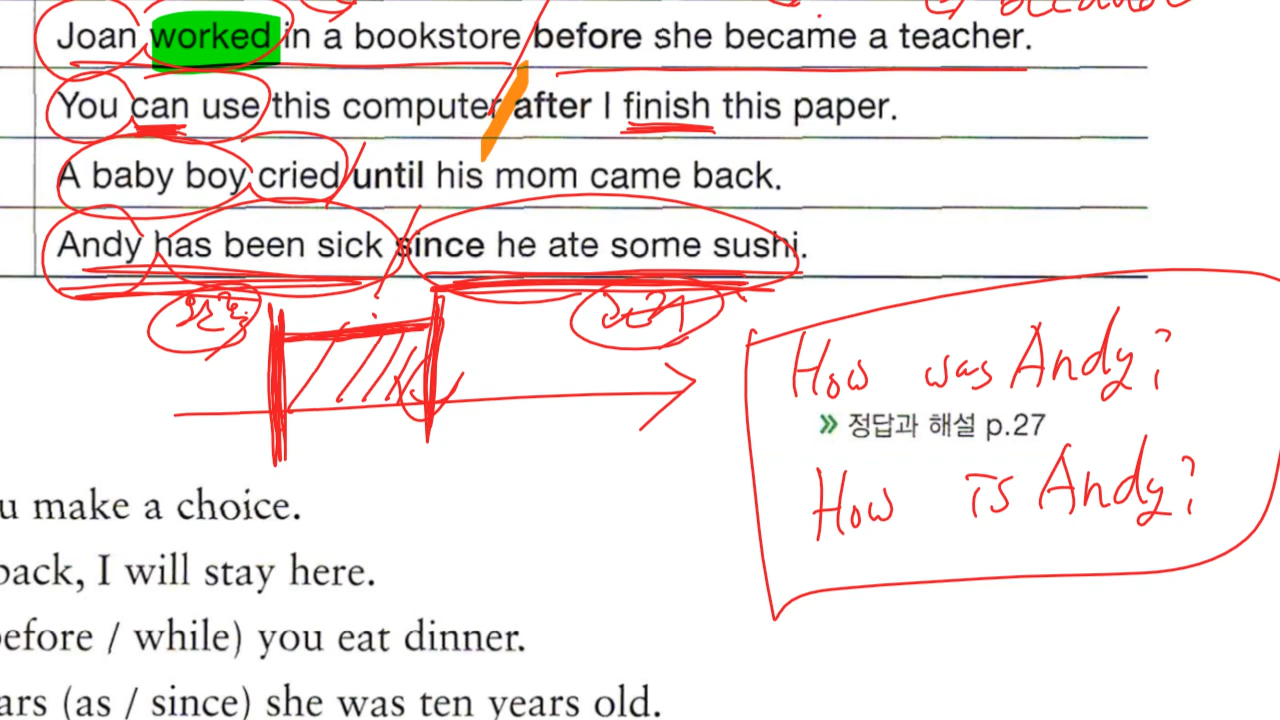 because
Joan worked in a bookstore before she became a teacher.
You can use this computer after I finish this paper.
A baby boy cried until his mom came back.
Andy has been sick since he ate some sushi.
How was Andy?
» 정답과 해설 p.27
How is Andy?
u make a choice.
back, I will stay here.
before / while) you eat dinner.
ars (as / since) she was ten years old.